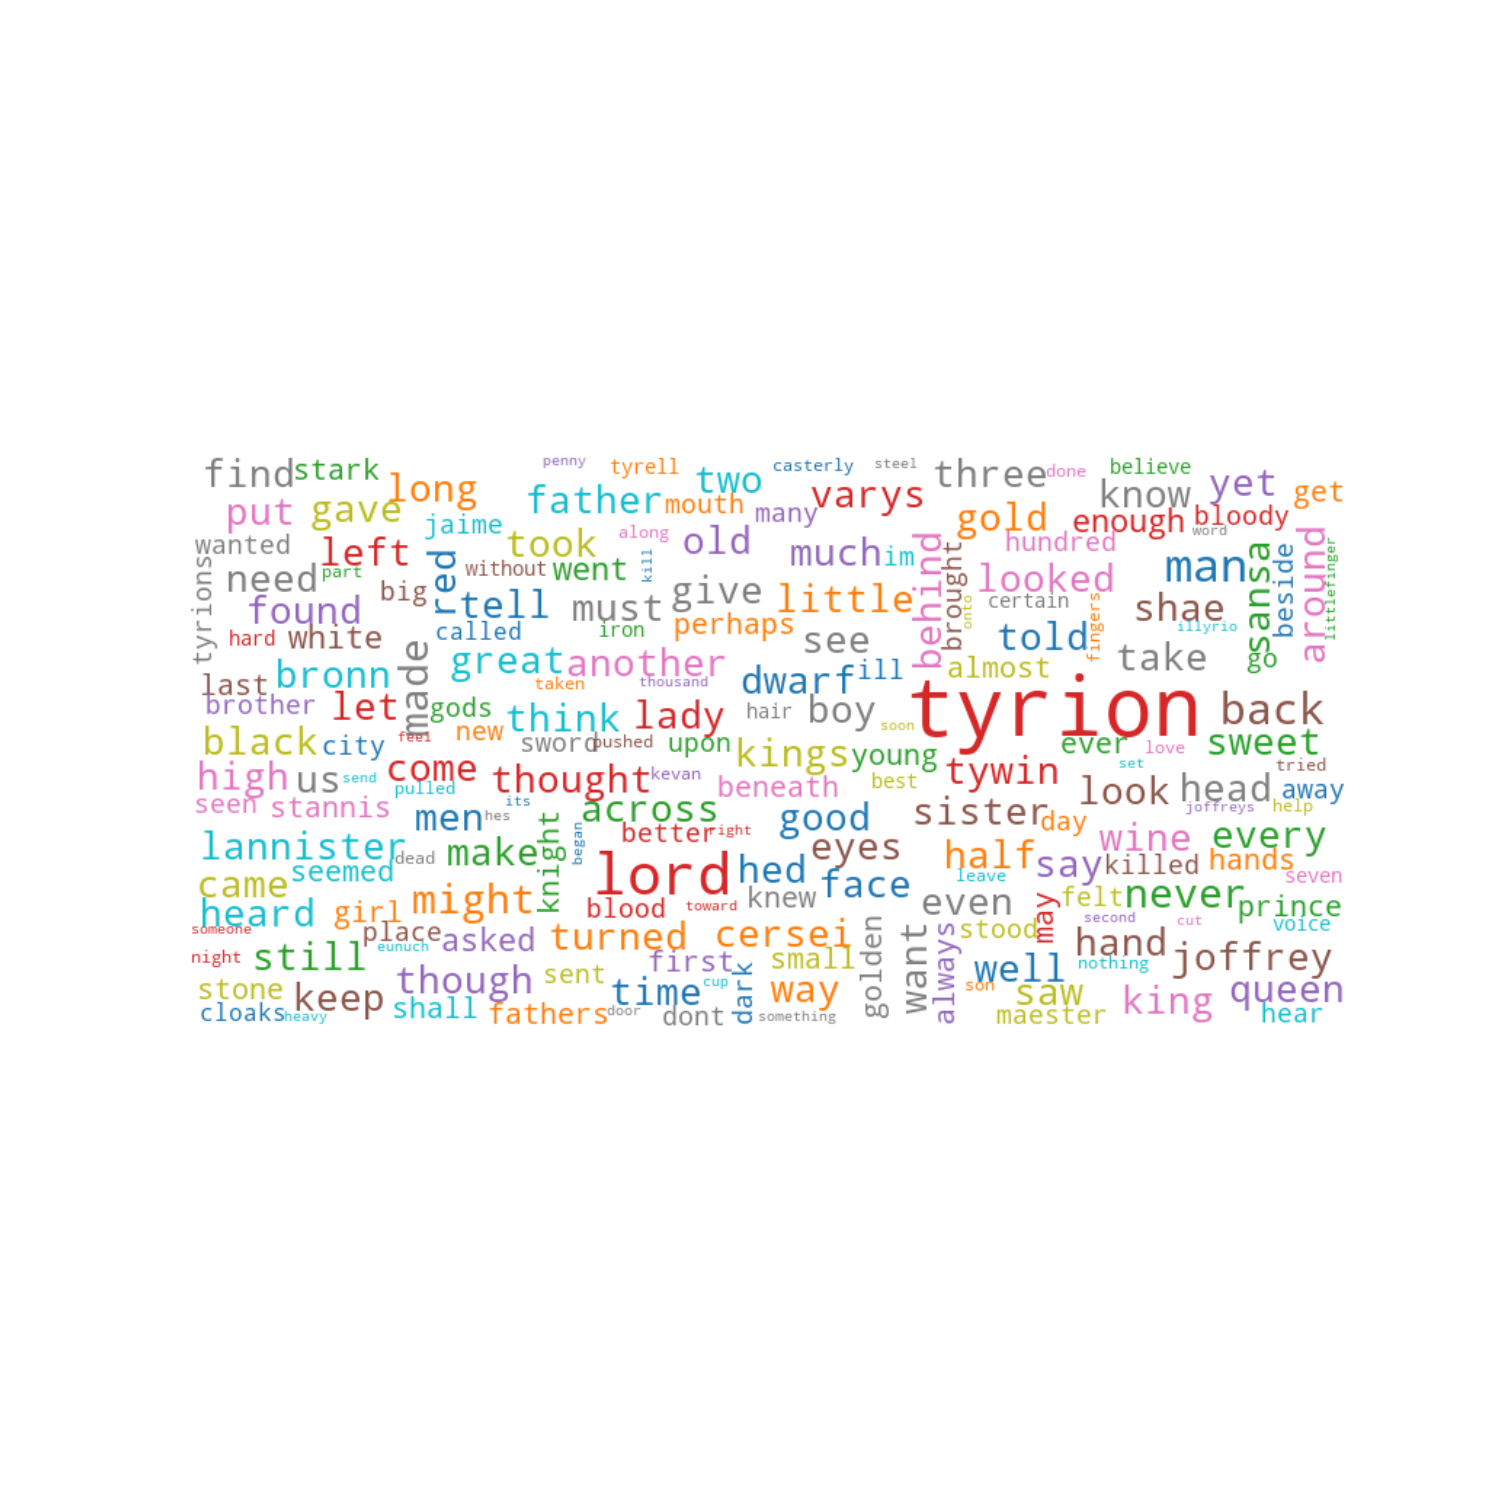 find stark long penny tyrell two casterly steel three done believe know yet get
put gave father mouth many varys gold enough bloody
wanted jaime along took old much im hundred word around
tyrions left red without went kill behind brought looked man sansa beside littlefinger
need part big tell must give little onto certain fingers shae
found called iron perhaps see told illyrio
hard white made great another almost take go
last bronn taken thousand dwarf ill
brother let gods think lady hair boy soon tyrion back
black city feel new sword pushed upon kings young ever love sweet
high us send come thought kevan beneath best tywin set look head tried away
seen stannis pulled its across joffreys help
men hes began better right good sister day
lannister dead make knight eyes half wine every
seemed lord hed say killed hands
came face leave seven
heard girl might blood knew toward even may felt never prince
someone place second cut voice
night eunuch asked turned cersei golden want always stood hand joffrey
still first small well nothing
stone though sent time cup dark way son saw king queen
cloaks heavy keep shall fathers door dont something maester hear